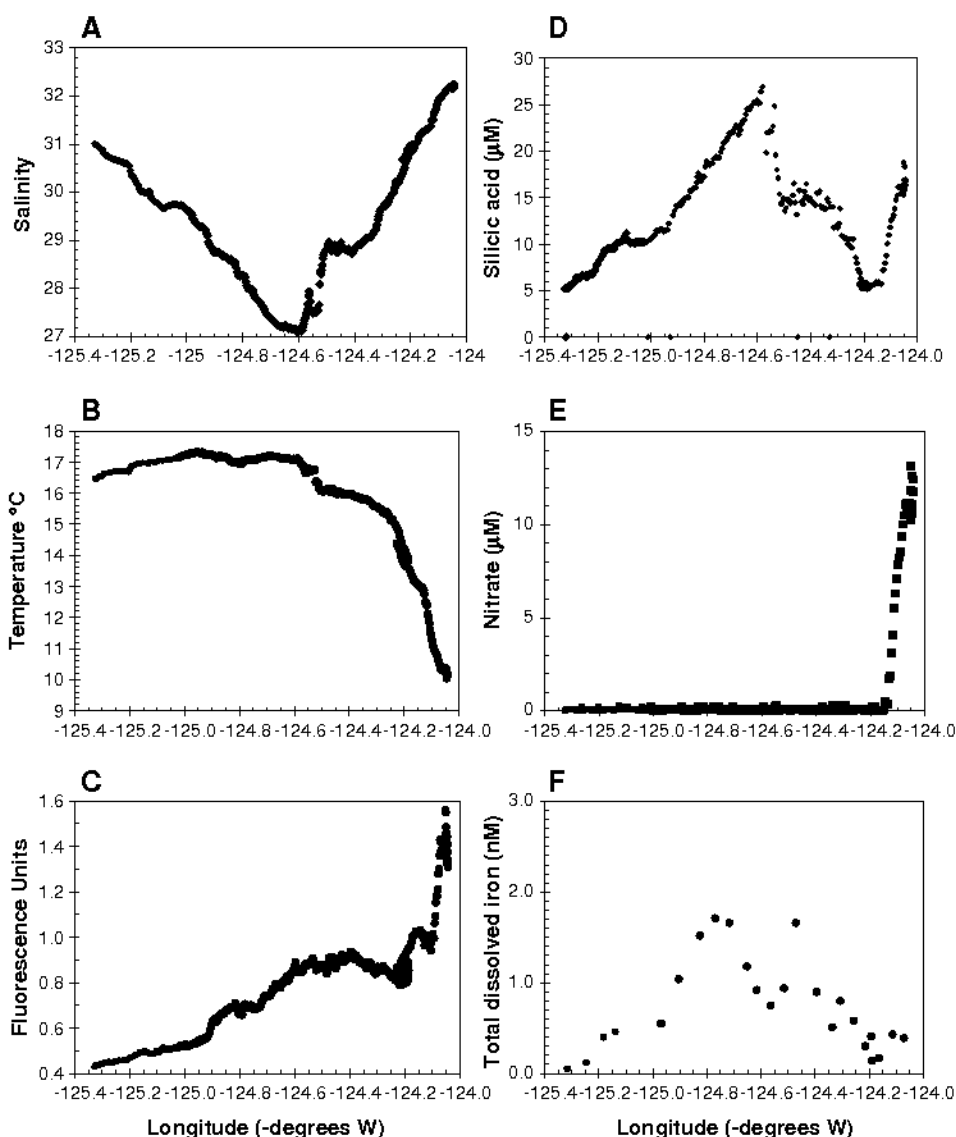 A
33
32
31
30
29
28
27
Salinity
-125.4 -125.2 -125 -124.8 -124.6 -124.4 -124.2 -124
D
30
25
20
15
10
5
0
Silicic acid (μM)
-125.4 -125.2 -125.0 -124.8 -124.6 -124.4 -124.2 -124.0
B
18
17
16
15
14
13
12
11
10
9
Temperature °C
-125.4 -125.2 -125.0 -124.8 -124.6 -124.4 -124.2 -124.0
E
15
10
5
0
Nitrate (μM)
-125.4 -125.2 -125.0 -124.8 -124.6 -124.4 -124.2 -124.0
C
1.6
1.4
1.2
1.0
0.8
0.6
0.4
Fluorescence Units
-125.4 -125.2 -125.0 -124.8 -124.6 -124.4 -124.2 -124.0
Longitude (-degrees W)
F
3.0
2.0
1.0
0.0
Total dissolved iron (nM)
-125.4 -125.2 -125.0 -124.8 -124.6 -124.4 -124.2 -124.0
Longitude (-degrees W)